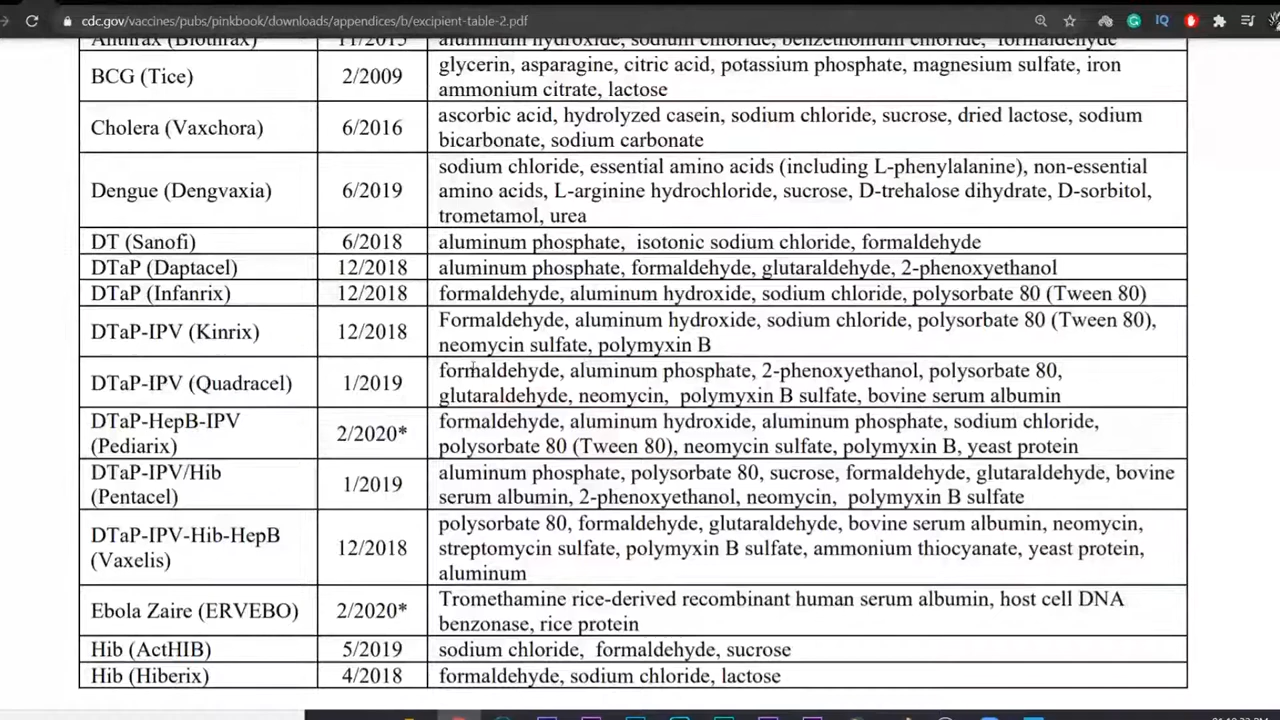 cdc.gov/vaccines/pubs/pinkbook/downloads/appendices/b/excipient-table-2.pdf
Anthrax (Biothrax) 11/2015 aluminum hydroxide, sodium chloride, benzethonium chloride, formaldehyde
BCG (Tice) 2/2009 glycerin, asparagine, citric acid, potassium phosphate, magnesium sulfate, iron
ammonium citrate, lactose
Cholera (Vaxchora) 6/2016 ascorbic acid, hydrolyzed casein, sodium chloride, sucrose, dried lactose, sodium
bicarbonate, sodium carbonate
Dengue (Dengvaxia) 6/2019 sodium chloride, essential amino acids (including L-phenylalanine), non-essential
amino acids, L-arginine hydrochloride, sucrose, D-trehalose dihydrate, D-sorbitol,
trometamol, urea
DT (Sanofi) 6/2018 aluminum phosphate, isotonic sodium chloride, formaldehyde
DTaP (Daptacel) 12/2018 aluminum phosphate, formaldehyde, glutaraldehyde, 2-phenoxyethanol
DTaP (Infanrix) 12/2018 formaldehyde, aluminum hydroxide, sodium chloride, polysorbate 80 (Tween 80)
DTaP-IPV (Kinrix) 12/2018 Formaldehyde, aluminum hydroxide, sodium chloride, polysorbate 80 (Tween 80),
neomycin sulfate, polymyxin B
DTaP-IPV (Quadracel) 1/2019 formaldehyde, aluminum phosphate, 2-phenoxyethanol, polysorbate 80,
glutaraldehyde, neomycin, polymyxin B sulfate, bovine serum albumin
DTaP-HepB-IPV
(Pediarix) 2/2020* formaldehyde, aluminum hydroxide, aluminum phosphate, sodium chloride,
polysorbate 80 (Tween 80), neomycin sulfate, polymyxin B, yeast protein
DTaP-IPV/Hib
(Pentacel) 1/2019 aluminum phosphate, polysorbate 80, sucrose, formaldehyde, glutaraldehyde, bovine
serum albumin, 2-phenoxyethanol, neomycin, polymyxin B sulfate
DTaP-IPV-Hib-HepB
(Vaxelis) 12/2018 polysorbate 80, formaldehyde, glutaraldehyde, bovine serum albumin, neomycin,
streptomycin sulfate, polymyxin B sulfate, ammonium thiocyanate, yeast protein,
aluminum
Ebola Zaire (ERVEBO) 2/2020* Tromethamine rice-derived recombinant human serum albumin, host cell DNA
benzonase, rice protein
Hib (ActHIB) 5/2019 sodium chloride, formaldehyde, sucrose
Hib (Hiberix) 4/2018 formaldehyde, sodium chloride, lactose